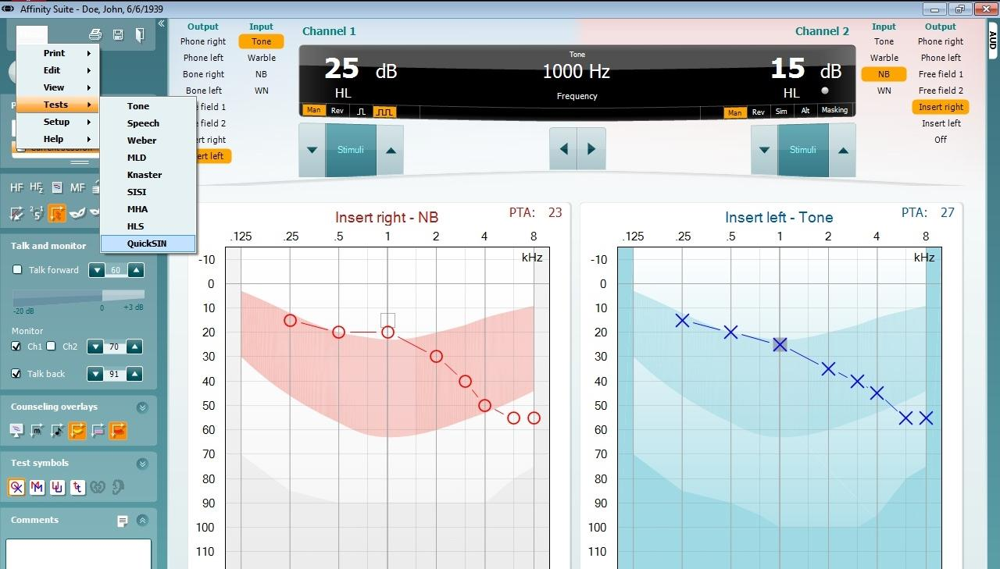 Affinity Suite - Doe, John, 6/6/1939
Print
Edit
View
Tests
Setup
Help
Tone
Speech
Weber
MLD
Knaster
SISI
MHA
HLS
QuickSIN
HF HFz MF
Talk and monitor
Talk forward 60
-20 dB 0 +3 dB
Monitor
Ch1 Ch2 70
Talk back 91
Counseling overlays
m
Test symbols
Comments
Output
Phone right
Phone left
Bone right
Bone left
e field 1
e field 2
ert right
ert left
Input
Tone
Warble
NB
WN
Channel 1
Channel 2
25 dB
HL
Man Rev
Tone
1000 Hz
Frequency
15 dB
HL
Man Rev Sim Alt Masking
Stimuli
Stimuli
Input
Tone
Warble
NB
WN
Output
Phone right
Phone left
Free field 1
Free field 2
Insert right
Insert left
Off
AUD
Insert right - NB PTA: 23
.125 .25 .5 1 2 4 8
kHz
-10
0
10
20
30
40
50
60
70
80
90
100
110
Insert left - Tone PTA: 27
.125 .25 .5 1 2 4 8
kHz
-10
0
10
20
30
40
50
60
70
80
90
100
110